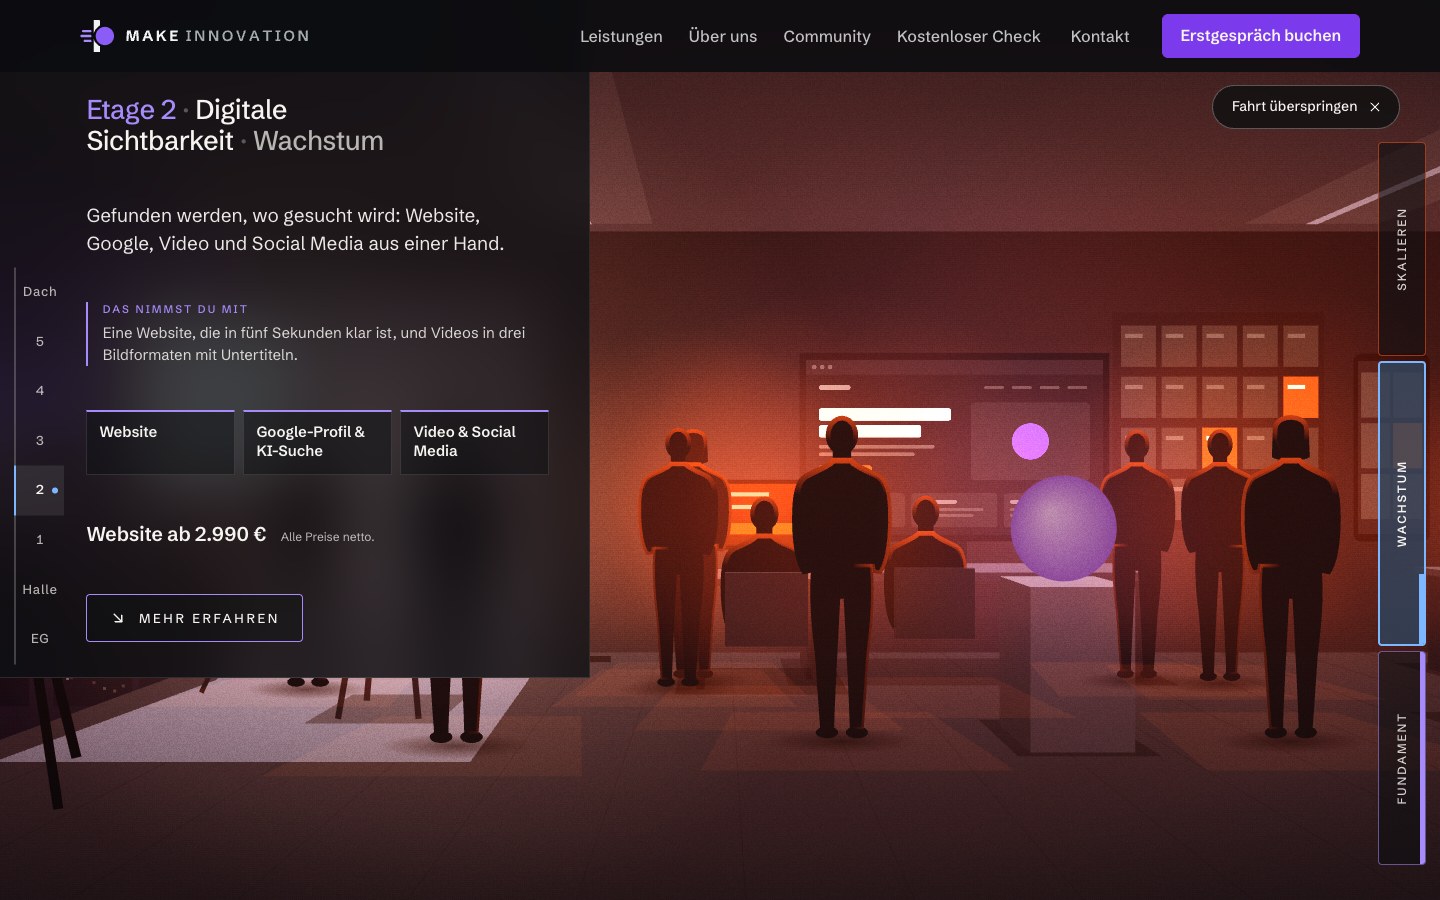 MAKE INNOVATION
Leistungen
Über uns
Community
Kostenloser Check
Kontakt
Erstgespräch buchen
Etage 2 · Digitale
Sichtbarkeit · Wachstum
Fahrt überspringen
Gefunden werden, wo gesucht wird: Website,
Google, Video und Social Media aus einer Hand.
DAS NIMMST DU MIT
Eine Website, die in fünf Sekunden klar ist, und Videos in drei
Bildformaten mit Untertiteln.
Website
Google-Profil &
KI-Suche
Video & Social
Media
Website ab 2.990 €
Alle Preise netto.
MEHR ERFAHREN
Dach
5
4
3
2
1
Halle
EG
SKALIEREN
WACHSTUM
FUNDAMENT